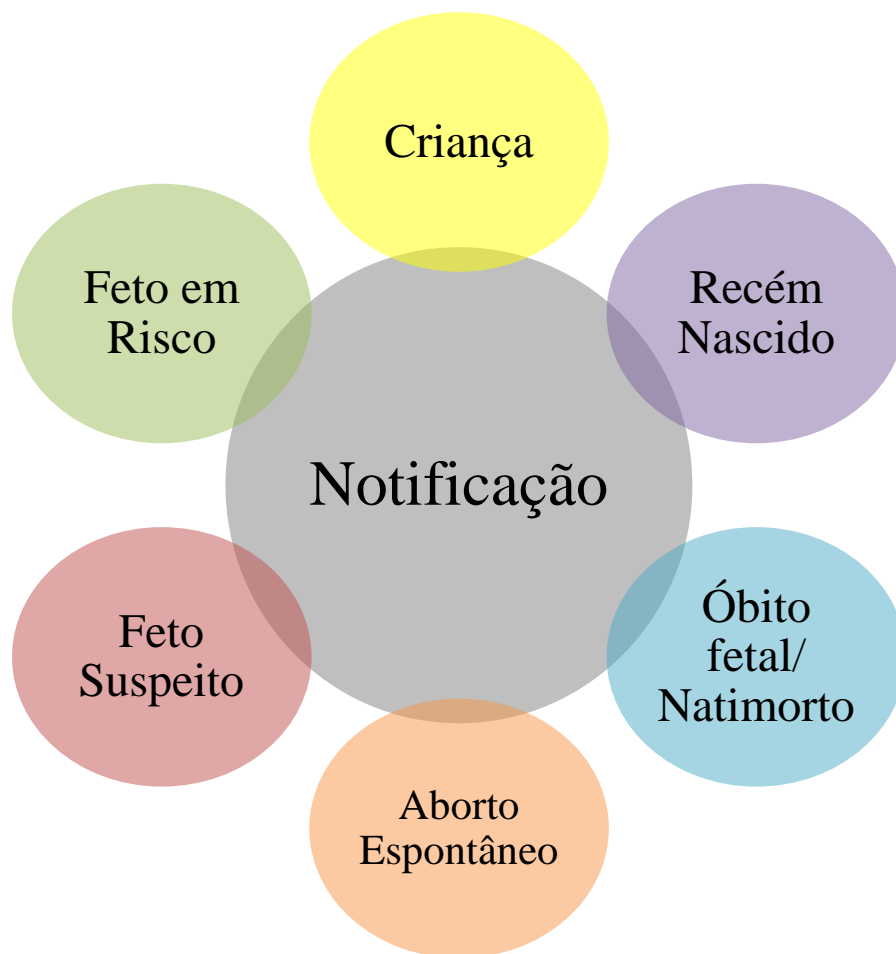 Criança
Feto em
Risco
Recém
Nascido
Notificação
Feto
Suspeito
Óbito
fetal/
Natimorto
Aborto
Espontâneo